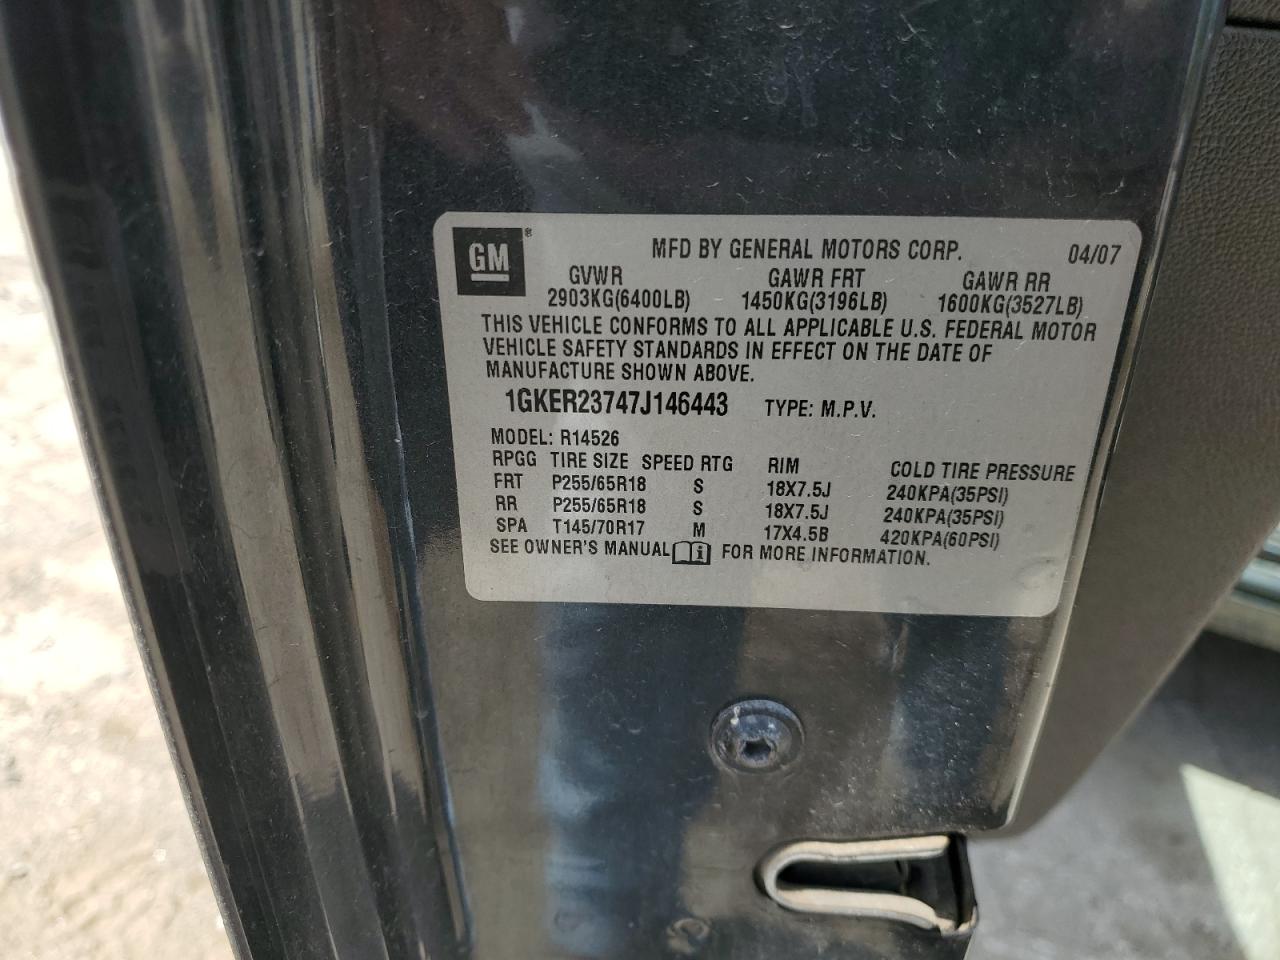 GM® MFD BY GENERAL MOTORS CORP. 04/07
GVWR GAWR FRT GAWR RR
2903KG(6400LB) 1450KG(3196LB) 1600KG(3527LB)
THIS VEHICLE CONFORMS TO ALL APPLICABLE U.S. FEDERAL MOTOR
VEHICLE SAFETY STANDARDS IN EFFECT ON THE DATE OF
MANUFACTURE SHOWN ABOVE.
1GKER23747J146443 TYPE: M.P.V.
MODEL: R14526
RPGG TIRE SIZE SPEED RTG RIM COLD TIRE PRESSURE
FRT P255/65R18 S 18X7.5J 240KPA(35PSI)
RR P255/65R18 S 18X7.5J 240KPA(35PSI)
SPA T145/70R17 M 17X4.5B 420KPA(60PSI)
SEE OWNER'S MANUAL i FOR MORE INFORMATION.